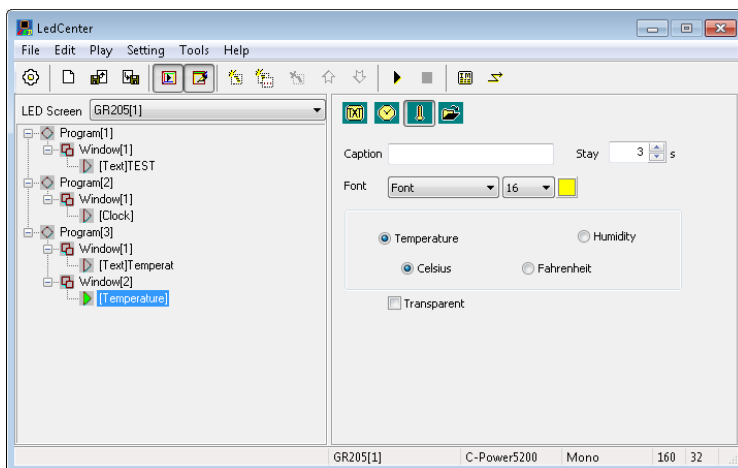 LedCenter
File Edit Play Setting Tools Help
LED Screen GR205[1]
Program[1]
Window[1]
[Text]TEST
Program[2]
Window[1]
[Clock]
Program[3]
Window[1]
[Text]Temperat
Window[2]
[Temperature]
TXT
Caption Stay 3 s
Font Font 16
Temperature Humidity
Celsius Fahrenheit
Transparent
GR205[1] C-Power5200 Mono 160 32